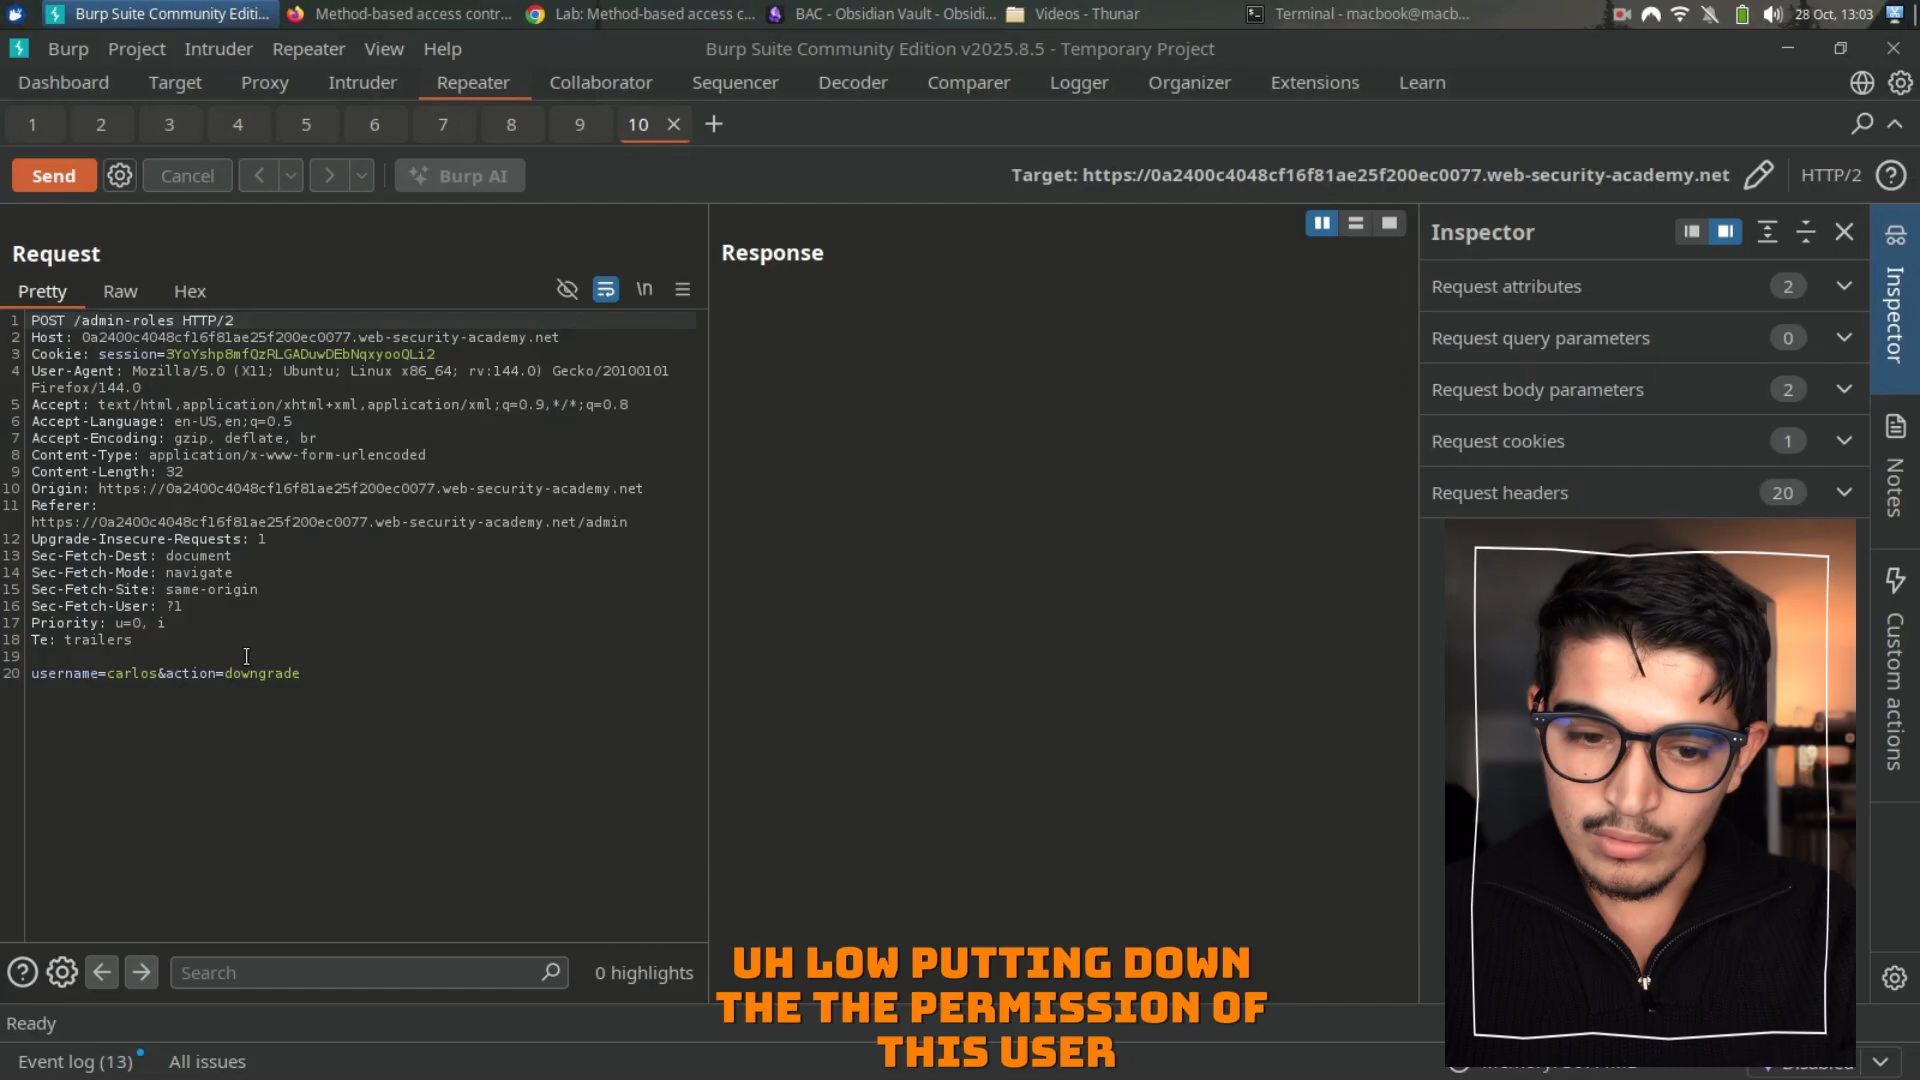 Burp Suite Community Editi...
Method-based access contr...
Lab: Method-based access c...
BAC - Obsidian Vault - Obsidi...
Videos - Thunar
Terminal - macbook@macb...
28 Oct, 13:03
Burp Project Intruder Repeater View Help
Burp Suite Community Edition v2025.8.5 - Temporary Project
Dashboard Target Proxy Intruder Repeater Collaborator Sequencer Decoder Comparer Logger Organizer Extensions Learn
1 2 3 4 5 6 7 8 9 10
Send Cancel Burp AI
Target: https://0a2400c4048cf16f81ae25f200ec0077.web-security-academy.net
HTTP/2
Request
Pretty Raw Hex
\n
1 POST /admin-roles HTTP/2
2 Host: 0a2400c4048cf16f81ae25f200ec0077.web-security-academy.net
3 Cookie: session=3YoYshp8mfQzRLGADuwDEbNqxyooQLi2
4 User-Agent: Mozilla/5.0 (X11; Ubuntu; Linux x86_64; rv:144.0) Gecko/20100101
Firefox/144.0
5 Accept: text/html,application/xhtml+xml,application/xml;q=0.9,*/*;q=0.8
6 Accept-Language: en-US,en;q=0.5
7 Accept-Encoding: gzip, deflate, br
8 Content-Type: application/x-www-form-urlencoded
9 Content-Length: 32
10 Origin: https://0a2400c4048cf16f81ae25f200ec0077.web-security-academy.net
11 Referer:
https://0a2400c4048cf16f81ae25f200ec0077.web-security-academy.net/admin
12 Upgrade-Insecure-Requests: 1
13 Sec-Fetch-Dest: document
14 Sec-Fetch-Mode: navigate
15 Sec-Fetch-Site: same-origin
16 Sec-Fetch-User: ?1
17 Priority: u=0, i
18 Te: trailers
19
20 username=carlos&action=downgrade
Response
Inspector
Request attributes 2
Request query parameters 0
Request body parameters 2
Request cookies 1
Request headers 20
Inspector
Notes
Custom actions
Search
0 highlights
UH LOW PUTTING DOWN
THE THE PERMISSION OF
THIS USER
Ready
Event log (13) All issues